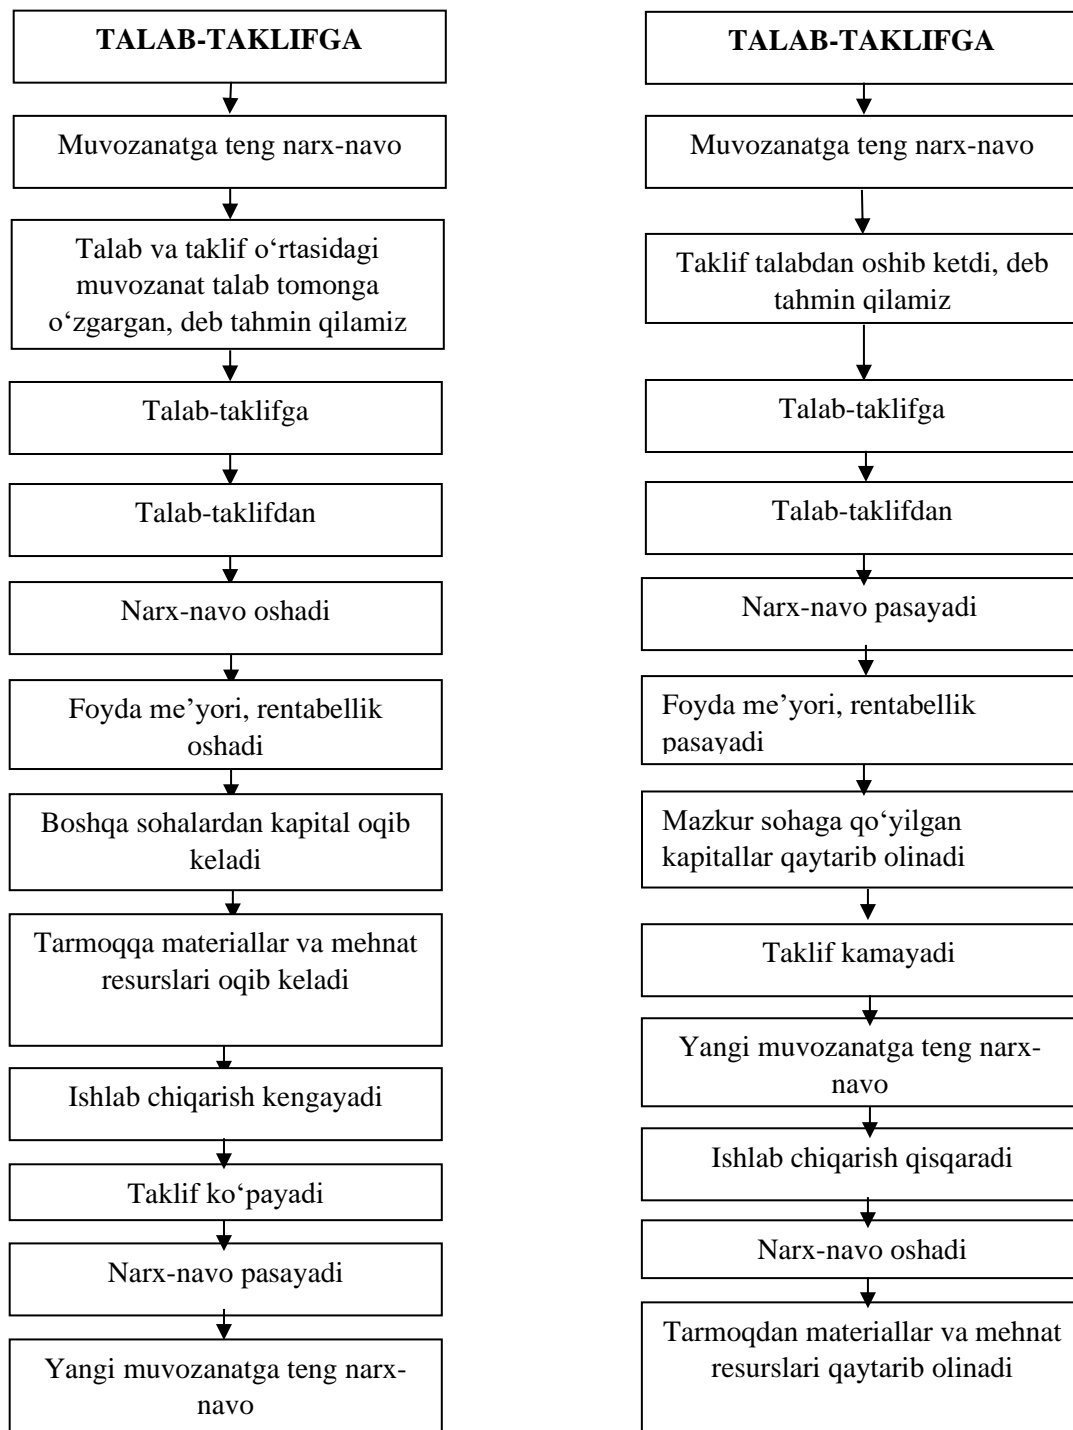 TALAB-TAKLIFGA
Muvozanatga teng narx-navo
Talab va taklif o‘rtasidagi
muvozanat talab tomonga
o‘zgargan, deb tahmin qilamiz
Talab-taklifga
Talab-taklifdan
Narx-navo oshadi
Foyda me’yori, rentabellik
oshadi
Boshqa sohalardan kapital oqib
keladi
Tarmoqqa materiallar va mehnat
resurslari oqib keladi
Ishlab chiqarish kengayadi
Taklif ko‘payadi
Narx-navo pasayadi
Yangi muvozanatga teng narx-
navo
TALAB-TAKLIFGA
Muvozanatga teng narx-navo
Taklif talabdan oshib ketdi, deb
tahmin qilamiz
Talab-taklifga
Talab-taklifdan
Narx-navo pasayadi
Foyda me’yori, rentabellik
pasayadi
Mazkur sohaga qo‘yilgan
kapitallar qaytarib olinadi
Taklif kamayadi
Yangi muvozanatga teng narx-
navo
Ishlab chiqarish qisqaradi
Narx-navo oshadi
Tarmoqdan materiallar va mehnat
resurslari qaytarib olinadi